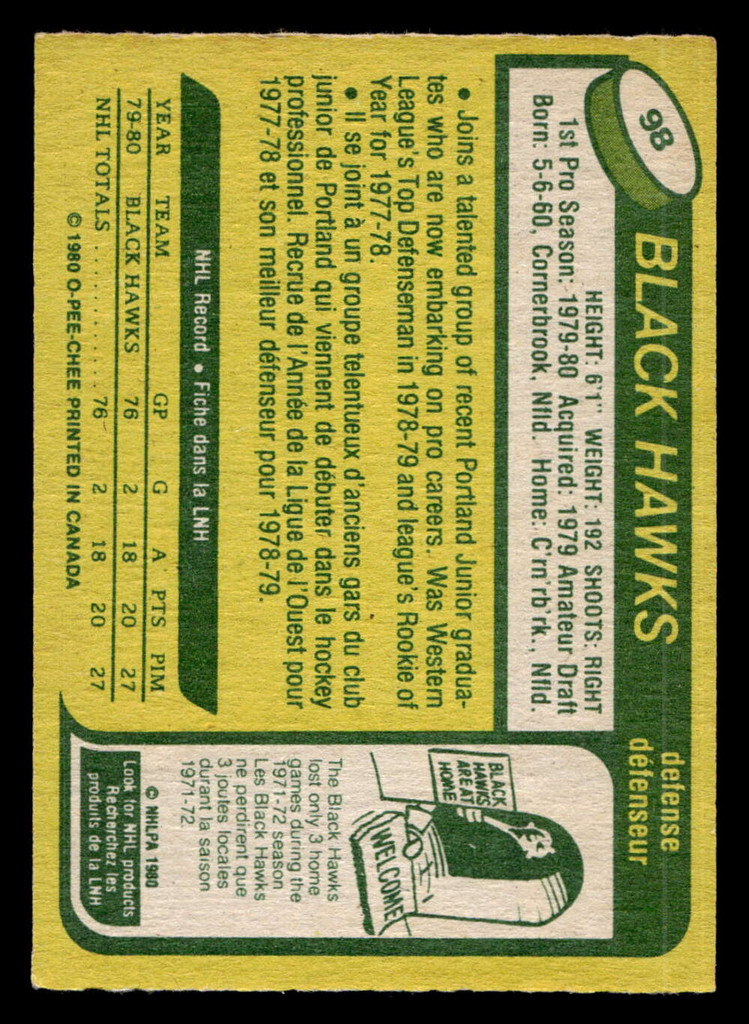 98
BLACK HAWKS
defense
défenseur
HEIGHT: 6'1" WEIGHT: 192 SHOOTS: RIGHT
1st Pro Season: 1979-80 Acquired: 1979 Amateur Draft
Born: 5-6-60, Cornerbrook, Nfld. Home: C'rn'rb'rk., Nfld.
• Joins a talented group of recent Portland Junior gradua-
tes who are now embarking on pro careers. Was Western
League's Top Defenseman in 1978-79 and league's Rookie of
Year for 1977-78.
• Il se joint à un groupe telentueux d'anciens gars du club
junior de Portland qui viennent de débuter dans le hockey
professionnel. Recrue de l'Année de la Ligue de l'Ouest pour
1977-78 et son meilleur défenseur pour 1978-79.
NHL Record • Fiche dans la LNH
YEAR TEAM GP G A PTS PIM
79-80 BLACK HAWKS 76 2 18 20 27
NHL TOTALS .......... 76 2 18 20 27
© 1980 O-PEE-CHEE PRINTED IN CANADA
BLACK
HAWKS
ARE AT
HOME
WELCOME
The Black Hawks
lost only 3 home
games during the
1971-72 season
Les Black Hawks
ne perdirent que
3 joules locales
durant la saison
1971-72.
© NHLPA 1980
Look for NHL products
Recherchez les
produits de la LNH